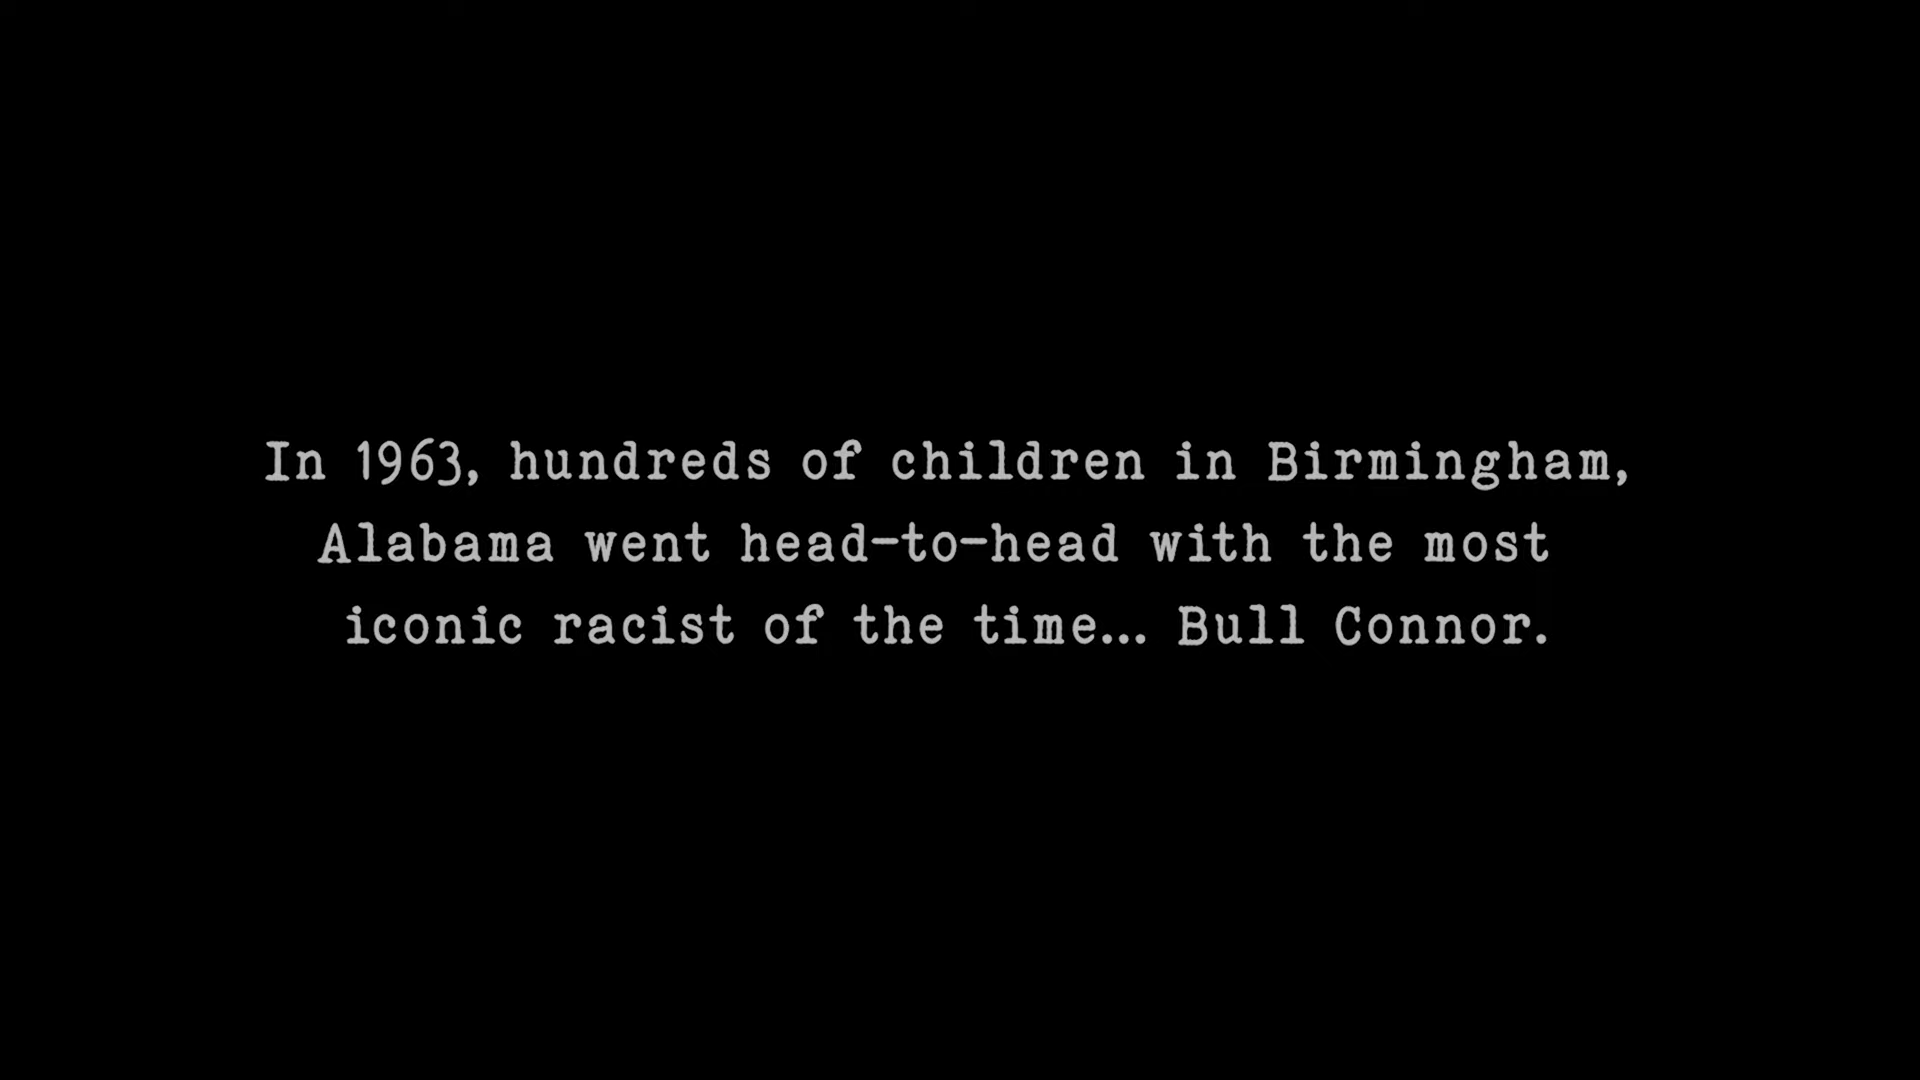 In 1963, hundreds of children in Birmingham,
Alabama went head-to-head with the most
iconic racist of the time... Bull Connor.